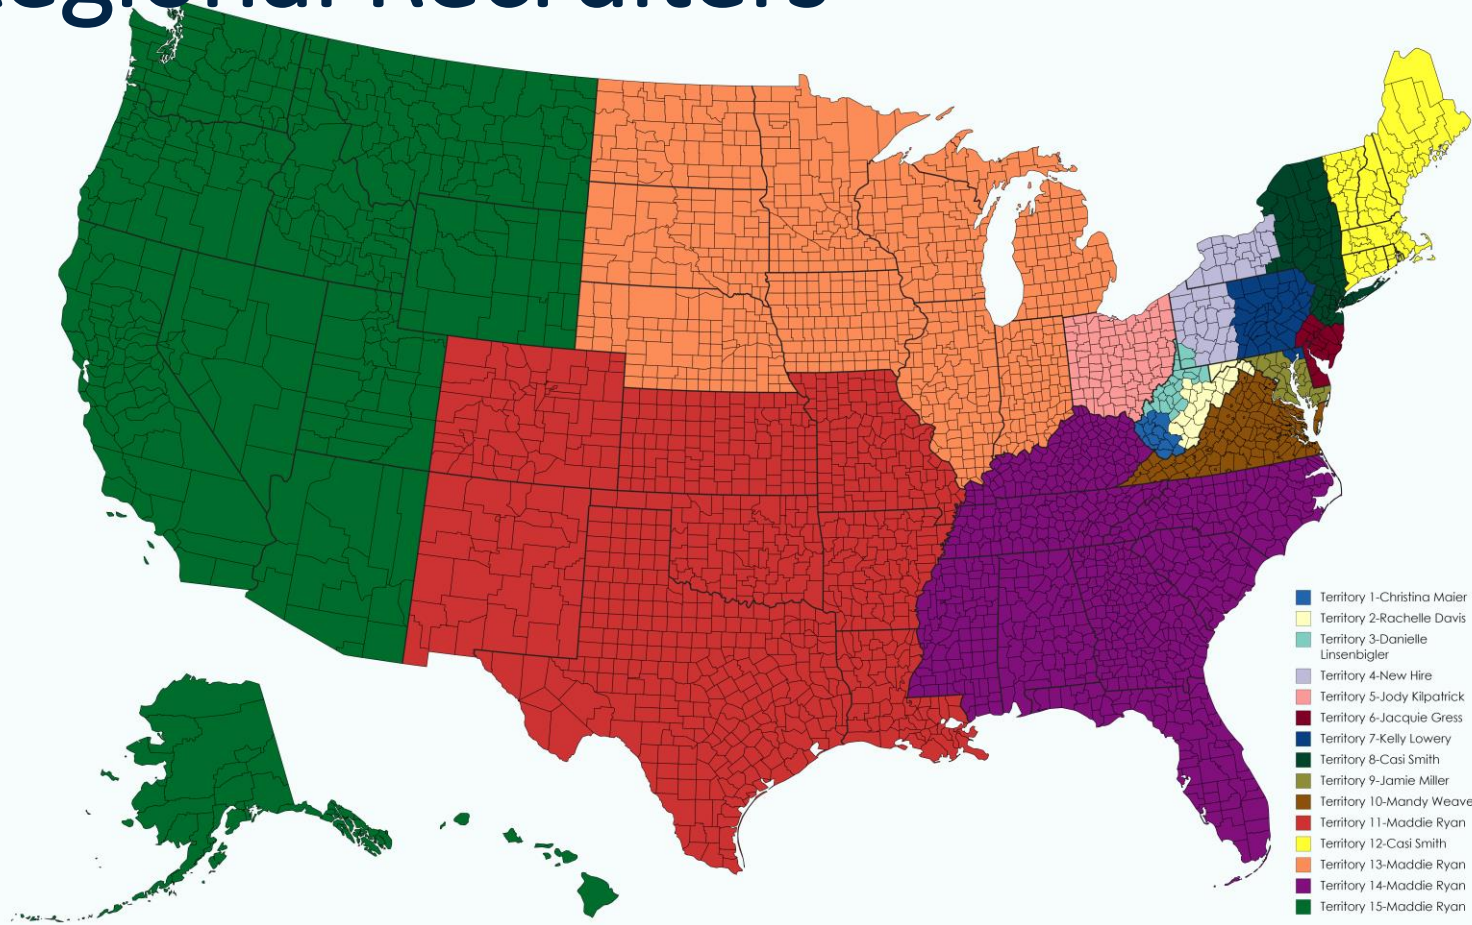 Regional Recruiters
Territory 1-Christina Maier
Territory 2-Rachelle Davis
Territory 3-Danielle
Linsenbigler
Territory 4-New Hire
Territory 5-Jody Kilpatrick
Territory 6-Jacquie Gress
Territory 7-Kelly Lowery
Territory 8-Casi Smith
Territory 9-Jamie Miller
Territory 10-Mandy Weave
Territory 11-Maddie Ryan
Territory 12-Casi Smith
Territory 13-Maddie Ryan
Territory 14-Maddie Ryan
Territory 15-Maddie Ryan